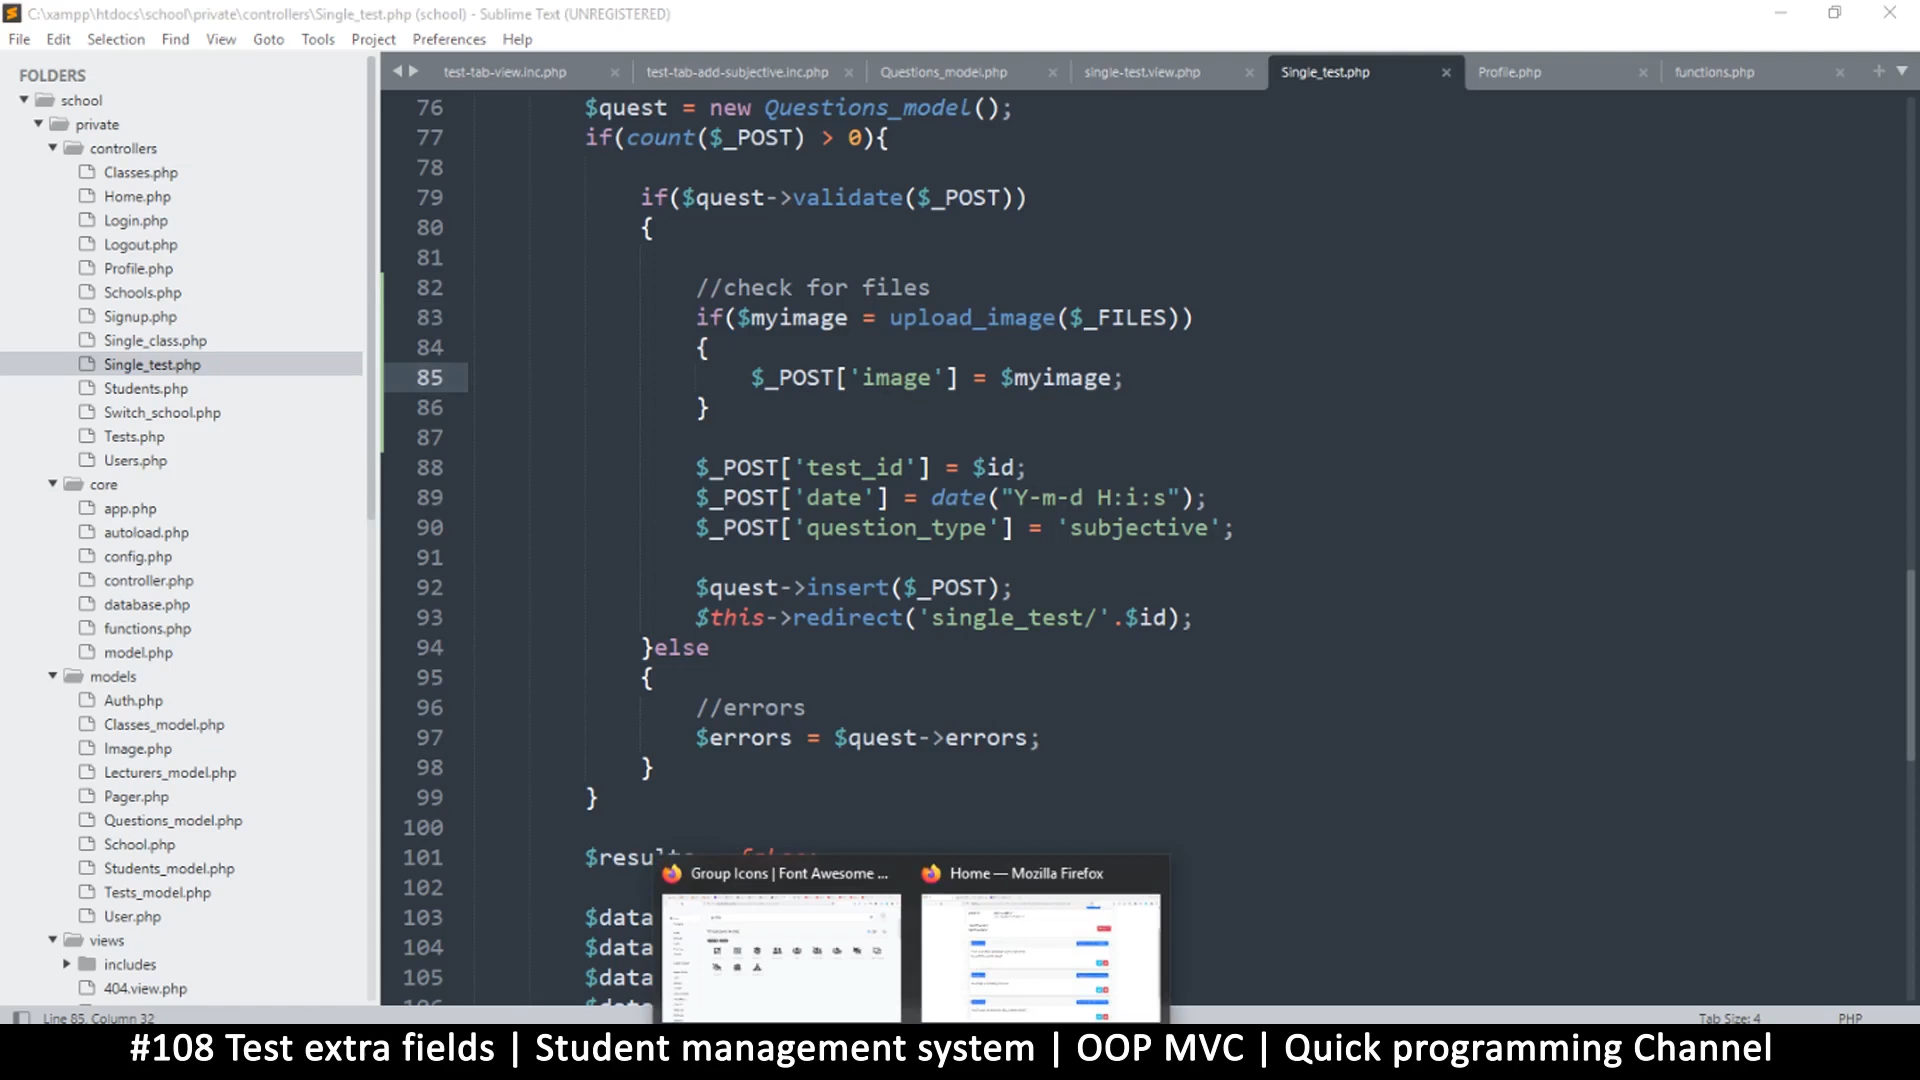 C:\xampp\htdocs\school\private\controllers\Single_test.php (school) - Sublime Text (UNREGISTERED)
File Edit Selection Find View Goto Tools Project Preferences Help
FOLDERS
school
private
controllers
Classes.php
Home.php
Login.php
Logout.php
Profile.php
Schools.php
Signup.php
Single_class.php
Single_test.php
Students.php
Switch_school.php
Tests.php
Users.php
core
app.php
autoload.php
config.php
controller.php
database.php
functions.php
model.php
models
Auth.php
Classes_model.php
Image.php
Lecturers_model.php
Pager.php
Questions_model.php
School.php
Students_model.php
Tests_model.php
User.php
views
includes
404.view.php
test-tab-view.inc.php test-tab-add-subjective.inc.php Questions_model.php single-test.view.php Single_test.php Profile.php functions.php
76 $quest = new Questions_model();
77 if(count($_POST) > 0){
78
79 if($quest->validate($_POST))
80 {
81
82 //check for files
83 if($myimage = upload_image($_FILES))
84 {
85 $_POST['image'] = $myimage;
86 }
87
88 $_POST['test_id'] = $id;
89 $_POST['date'] = date("Y-m-d H:i:s");
90 $_POST['question_type'] = 'subjective';
91
92 $quest->insert($_POST);
93 $this->redirect('single_test/'.$id);
94 }else
95 {
96 //errors
97 $errors = $quest->errors;
98 }
99 }
100
101
102
103 $data
104 $data
105 $data
Group Icons | Font Awesome ...
Home — Mozilla Firefox
Line 85, Column 32
Tab Size: 4
PHP
#108 Test extra fields | Student management system | OOP MVC | Quick programming Channel